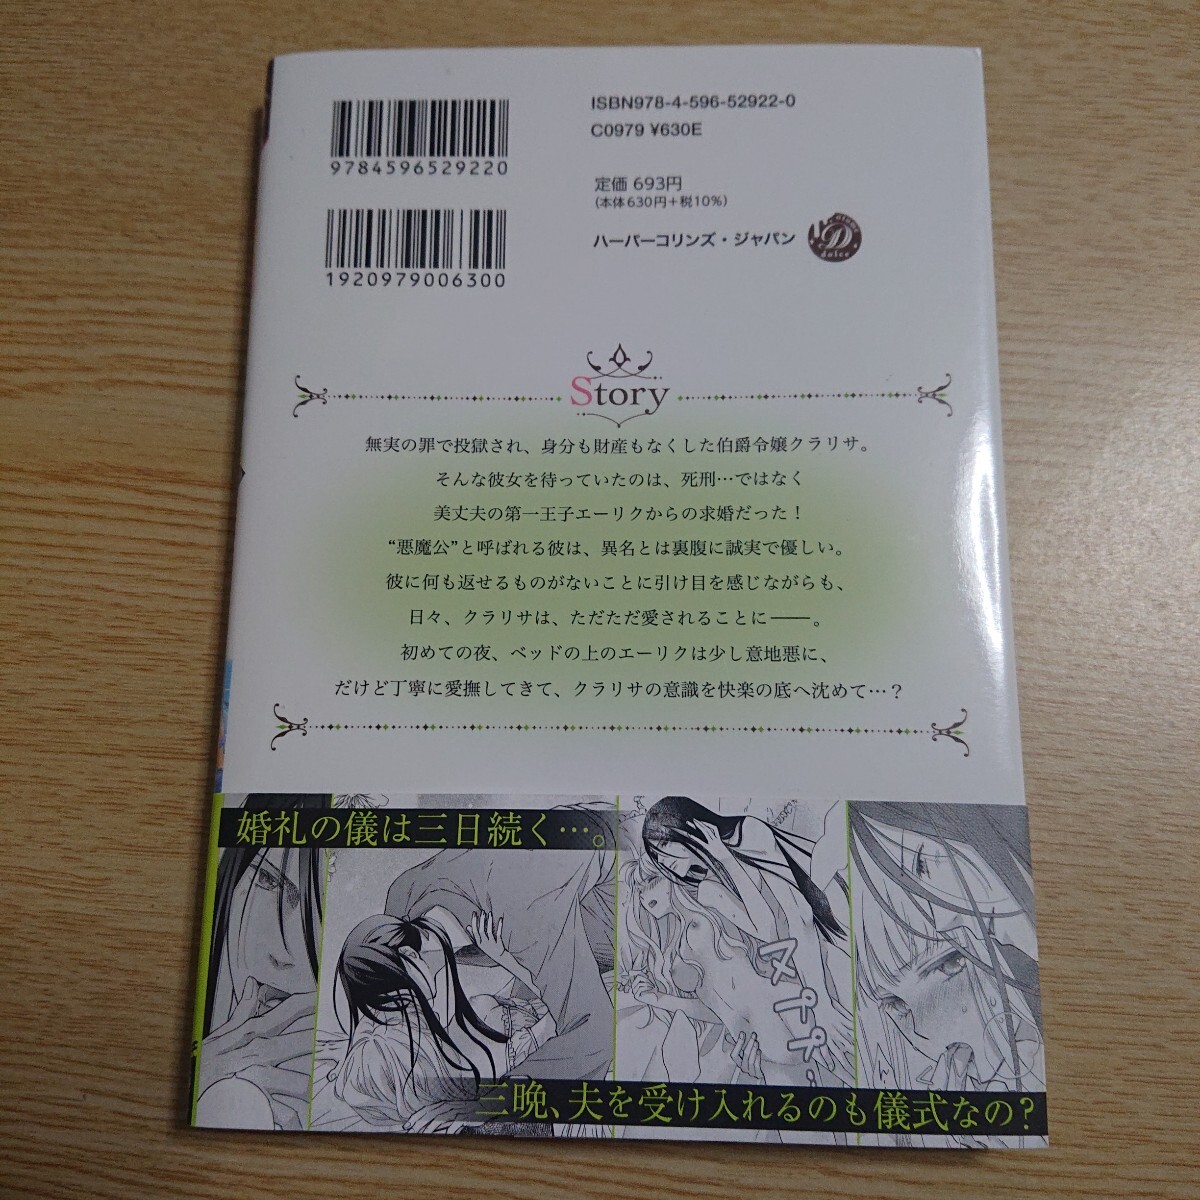 ISBN978-4-596-52922-0
C0979 ¥630E
9784596529220
定価 693円
(本体630円+税10%)
ハーパーコリンズ・ジャパン
D
dolce
1920979006300
Story
無実の罪で投獄され、身分も財産もなくした伯爵令嬢クラリサ。
そんな彼女を待っていたのは、死刑…ではなく
美丈夫の第一王子エーリクからの求婚だった！
“悪魔公”と呼ばれる彼は、異名とは裏腹に誠実で優しい。
彼に何も返せるものがないことに引け目を感じながらも、
日々、クラリサは、ただただ愛されることに――。
初めての夜、ベッドの上のエーリクは少し意地悪に、
だけど丁寧に愛撫してきて、クラリサの意識を快楽の底へ沈めて…？
婚礼の儀は三日続く…。
三晩、夫を受け入れるのも儀式なの？